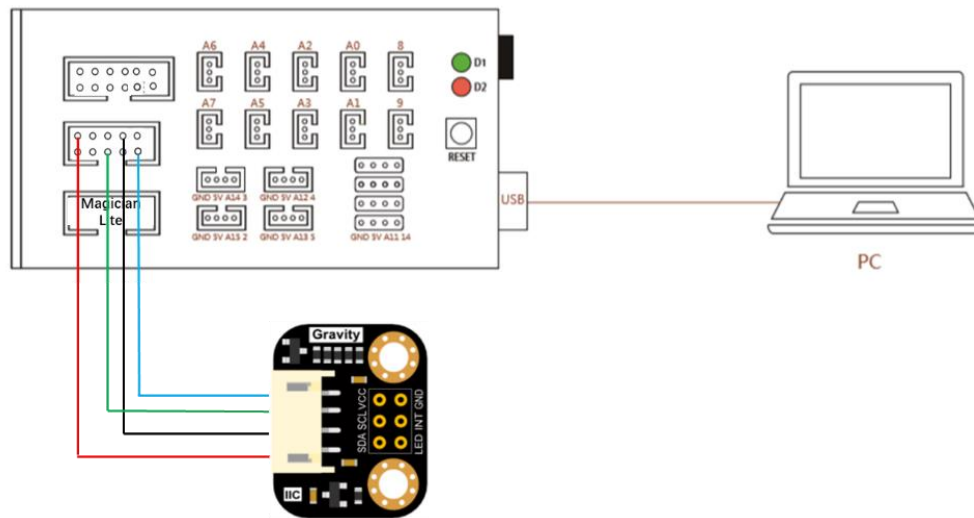 A6 A4 A2 A0 8
D1
D2
A7 A5 A3 A1 9
RESET
Magician
Lite
GND 5V A14 3 GND 5V A12 4
USB
GND 5V A15 2 GND 5V A13 5 GND 5V A11 14
PC
Gravity
SDA SCL VCC
LED INT GND
IIC